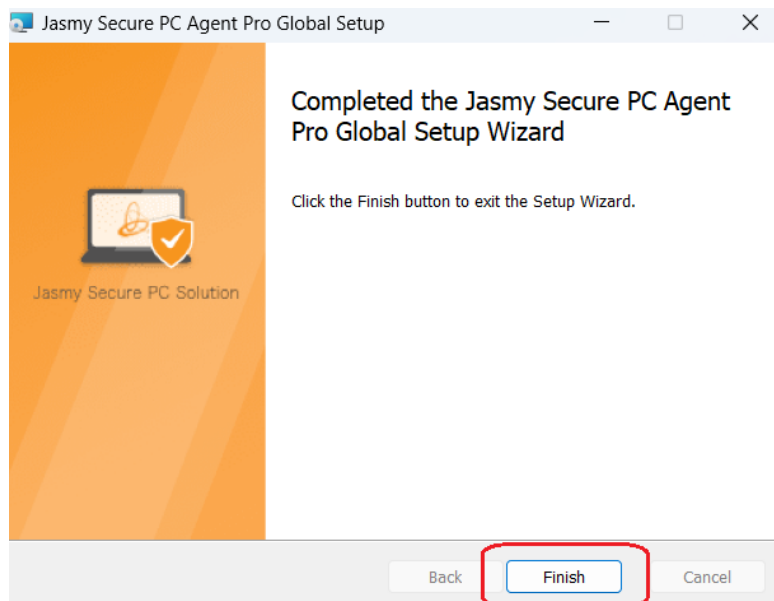 Jasmy Secure PC Agent Pro Global Setup
Completed the Jasmy Secure PC Agent
Pro Global Setup Wizard
Click the Finish button to exit the Setup Wizard.
Jasmy Secure PC Solution
Back
Finish
Cancel